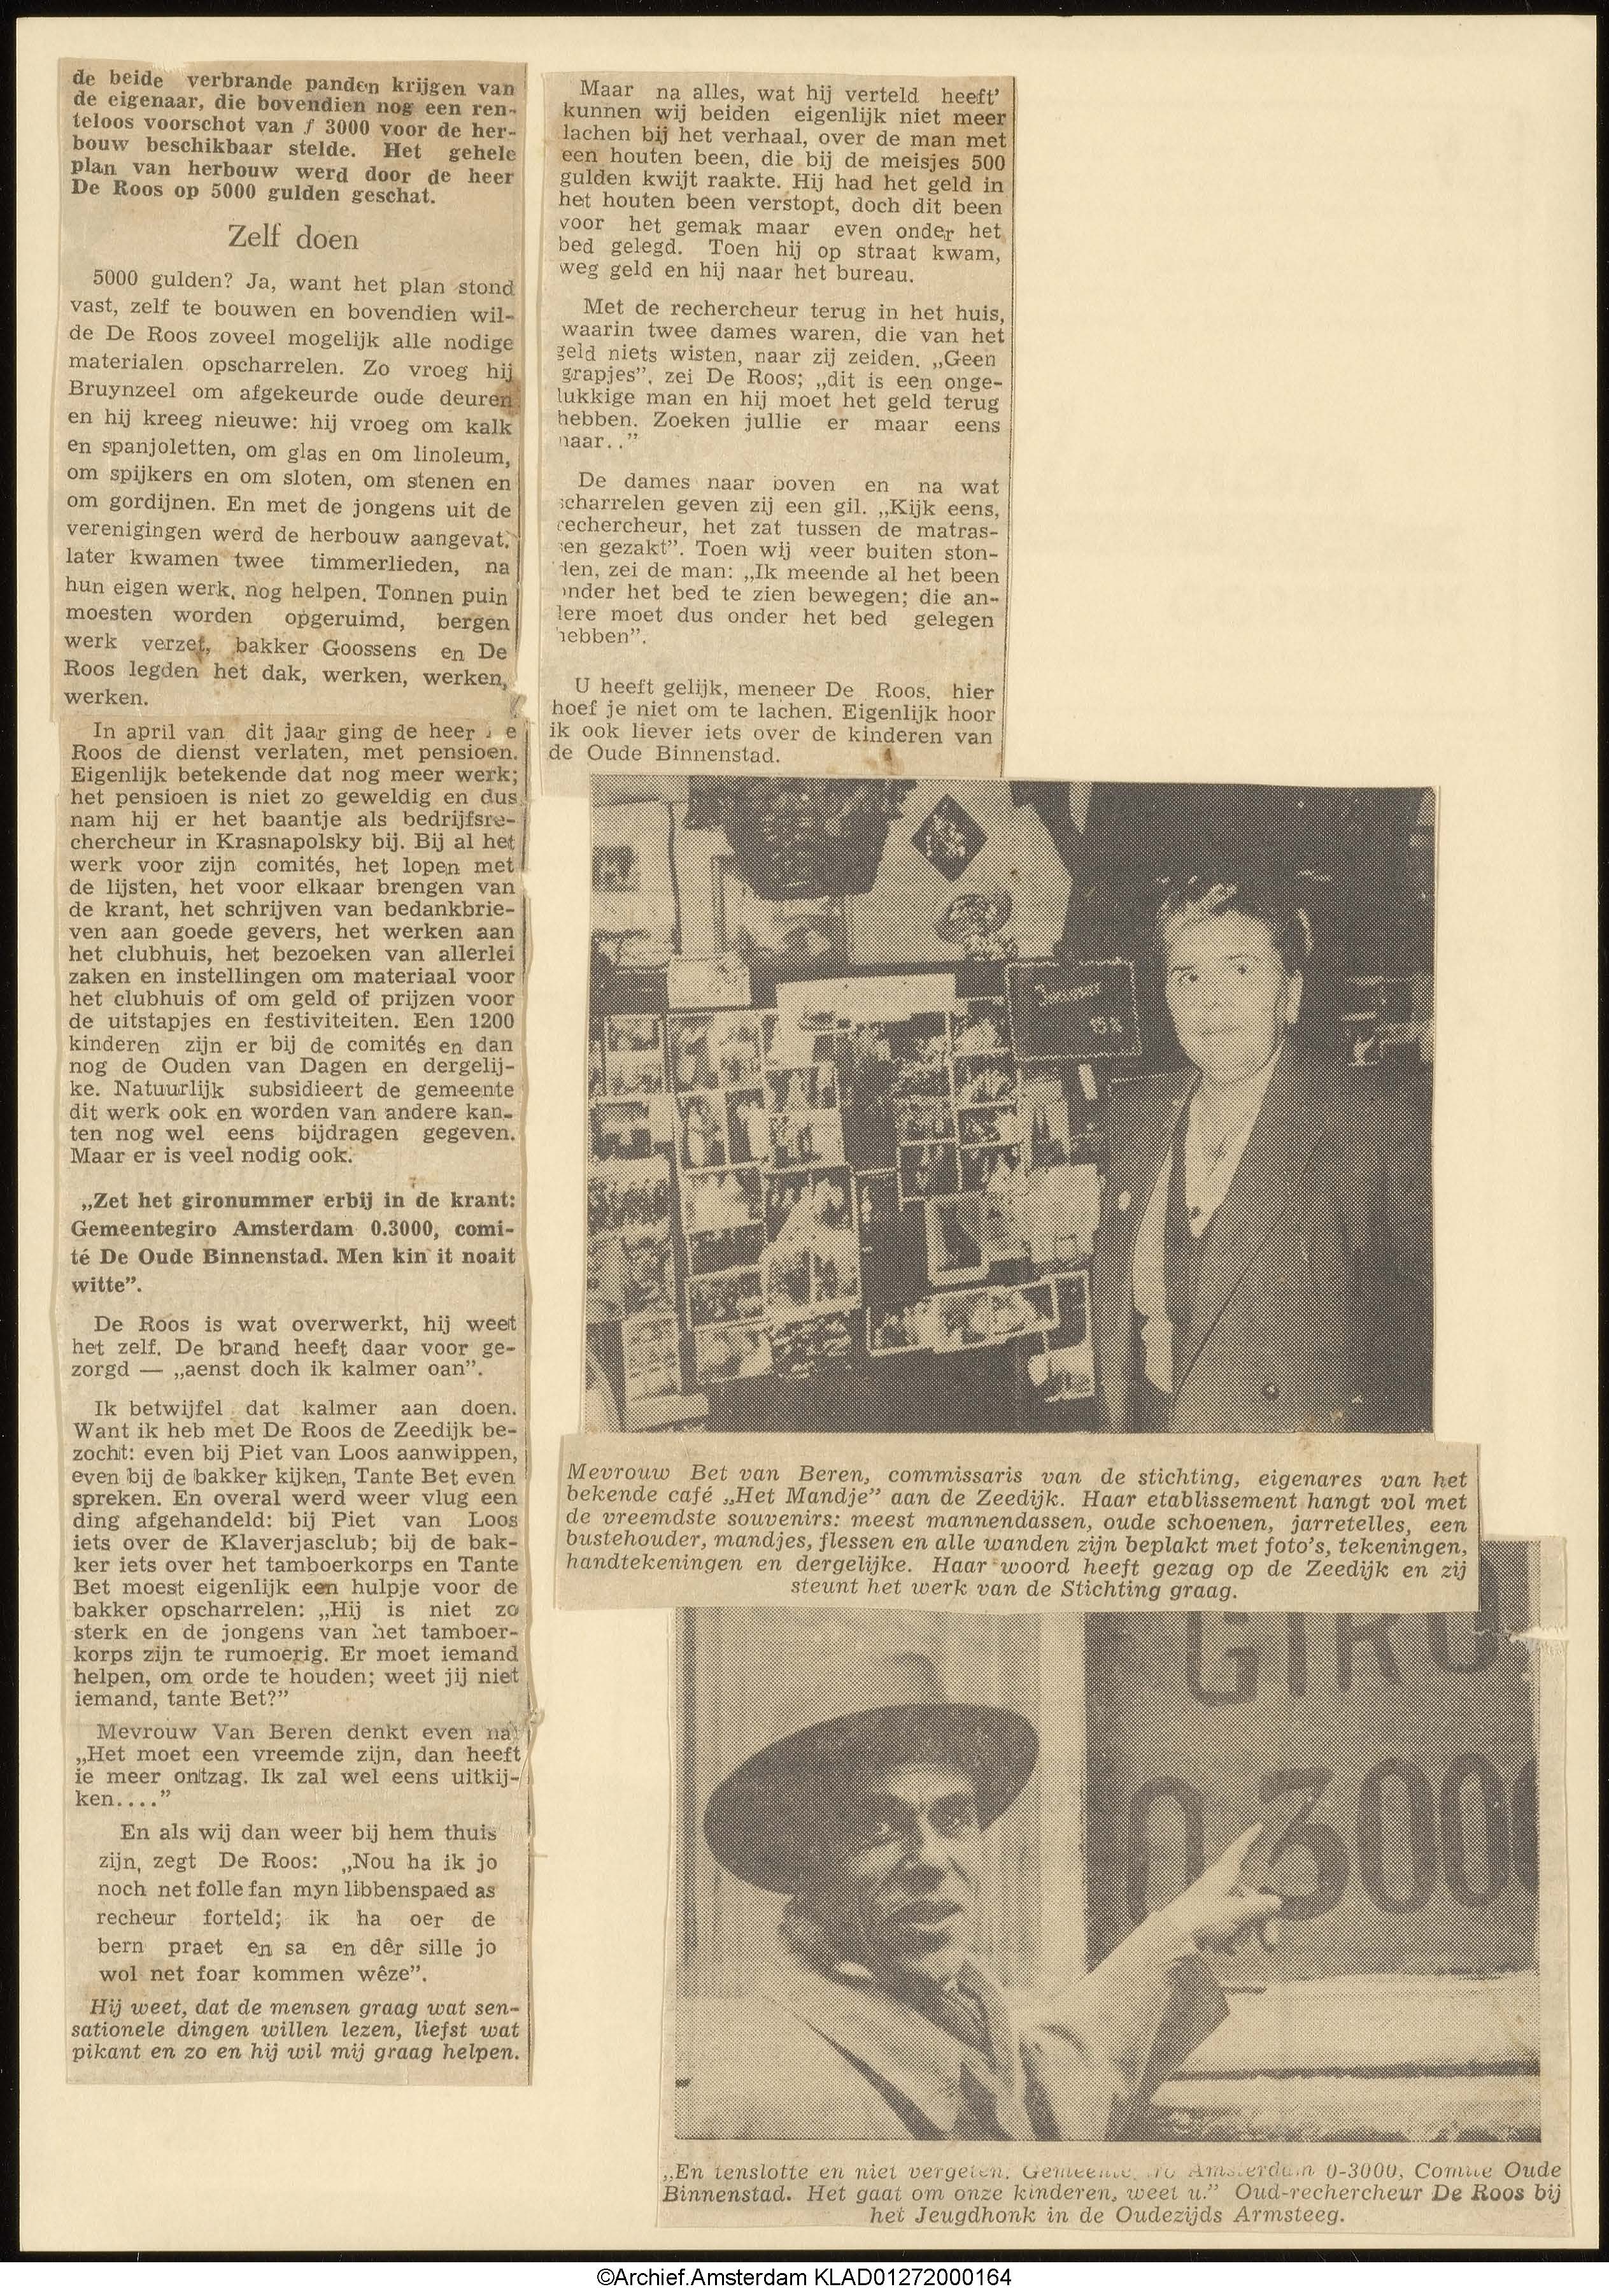 de beide verbrande panden krijgen van
de eigenaar, die bovendien nog een ren-
teloos voorschot van f 3000 voor de her-
bouw beschikbaar stelde. Het gehele
plan van herbouw werd door de heer
De Roos op 5000 gulden geschat.
Zelf doen
5000 gulden? Ja, want het plan stond
vast, zelf te bouwen en bovendien wil-
de De Roos zoveel mogelijk alle nodige
materialen opscharrelen. Zo vroeg hij
Bruynzeel om afgekeurde oude deuren
en hij kreeg nieuwe: hij vroeg om kalk
en spanjoletten, om glas en om linoleum,
om spijkers en om sloten, om stenen en
om gordijnen. En met de jongens uit de
verenigingen werd de herbouw aangevat.
later kwamen twee timmerlieden, na
hun eigen werk, nog helpen. Tonnen puin
moesten worden opgeruimd, bergen
werk verzet, bakker Goossens en De
Roos legden het dak, werken, werken,
werken.
In april van dit jaar ging de heer e
Roos de dienst verlaten, met pensioen.
Eigenlijk betekende dat nog meer werk;
het pensioen is niet zo geweldig en dus
nam hij er het baantje als bedrijfsre-
chercheur in Krasnapolsky bij. Bij al het
werk voor zijn comités, het lopen met
de lijsten, het voor elkaar brengen van
de krant, het schrijven van bedankbrie-
ven aan goede gevers, het werken aan
het clubhuis, het bezoeken van allerlei
zaken en instellingen om materiaal voor
het clubhuis of om geld of prijzen voor
de uitstapjes en festiviteiten. Een 1200
kinderen zijn er bij de comités en dan
nog de Ouden van Dagen en dergelij-
ke. Natuurlijk subsidieert de gemeente
dit werk ook en worden van andere kan-
ten nog wel eens bijdragen gegeven.
Maar er is veel nodig ook.
„Zet het gironummer erbij in de krant:
Gemeentegiro Amsterdam 0.3000, comi-
té De Oude Binnenstad. Men kin it noait
witte”.
De Roos is wat overwerkt, hij weet
het zelf. De brand heeft daar voor ge-
zorgd — „aenst doch ik kalmer oan”.
Ik betwijfel dat kalmer aan doen.
Want ik heb met De Roos de Zeedijk be-
zocht: even bij Piet van Loos aanwippen,
even bij de bakker kijken, Tante Bet even
spreken. En overal werd weer vlug een
ding afgehandeld: bij Piet van Loos
iets over de Klaverjasclub; bij de bak-
ker iets over het tamboerkorps en Tante
Bet moest eigenlijk een hulpje voor de
bakker opscharrelen: „Hij is niet zo
sterk en de jongens van het tamboer-
korps zijn te rumoerig. Er moet iemand
helpen, om orde te houden; weet jij niet
iemand, tante Bet?”
Mevrouw Van Beren denkt even na
„Het moet een vreemde zijn, dan heeft
ie meer ontzag. Ik zal wel eens uitkij-
ken....”
En als wij dan weer bij hem thuis
zijn, zegt De Roos: „Nou ha ik jo
noch net folle fan myn libbenspaed as
recheur forteld; ik ha oer de
bern praet en sa en dêr sille jo
wol net foar kommen wêze”.
Hij weet, dat de mensen graag wat sen-
sationele dingen willen lezen, liefst wat
pikant en zo en hij wil mij graag helpen.
Maar na alles, wat hij verteld heeft’
kunnen wij beiden eigenlijk niet meer
lachen bij het verhaal, over de man met
een houten been, die bij de meisjes 500
gulden kwijt raakte. Hij had het geld in
het houten been verstopt, doch dit been
voor het gemak maar even onder het
bed gelegd. Toen hij op straat kwam,
weg geld en hij naar het bureau.
Met de rechercheur terug in het huis,
waarin twee dames waren, die van het
geld niets wisten, naar zij zeiden. „Geen
grapjes”, zei De Roos; „dit is een onge-
lukkige man en hij moet het geld terug
hebben. Zoeken jullie er maar eens
naar..”
De dames naar boven en na wat
scharrelen geven zij een gil. „Kijk eens,
rechercheur, het zat tussen de matras-
sen gezakt”. Toen wij weer buiten ston-
den, zei de man: „Ik meende al het been
onder het bed te zien bewegen; die an-
dere moet dus onder het bed gelegen
hebben”.
U heeft gelijk, meneer De Roos, hier
hoef je niet om te lachen. Eigenlijk hoor
ik ook liever iets over de kinderen van
de Oude Binnenstad.
15%
Mevrouw Bet van Beren, commissaris van de stichting, eigenares van het
bekende café „Het Mandje” aan de Zeedijk. Haar etablissement hangt vol met
de vreemdste souvenirs: meest mannendassen, oude schoenen, jarretelles, een
bustehouder, mandjes, flessen en alle wanden zijn beplakt met foto’s, tekeningen,
handtekeningen en dergelijke. Haar woord heeft gezag op de Zeedijk en zij
steunt het werk van de Stichting graag.
GIRO
0.3000
„En tenslotte en niet vergeten. Amsterdam 0-3000, Comité Oude
Binnenstad. Het gaat om onze kinderen, weet u.” Oud-rechercheur De Roos bij
het Jeugdhonk in de Oudezijds Armsteeg.
©Archief.Amsterdam KLAD01272000164